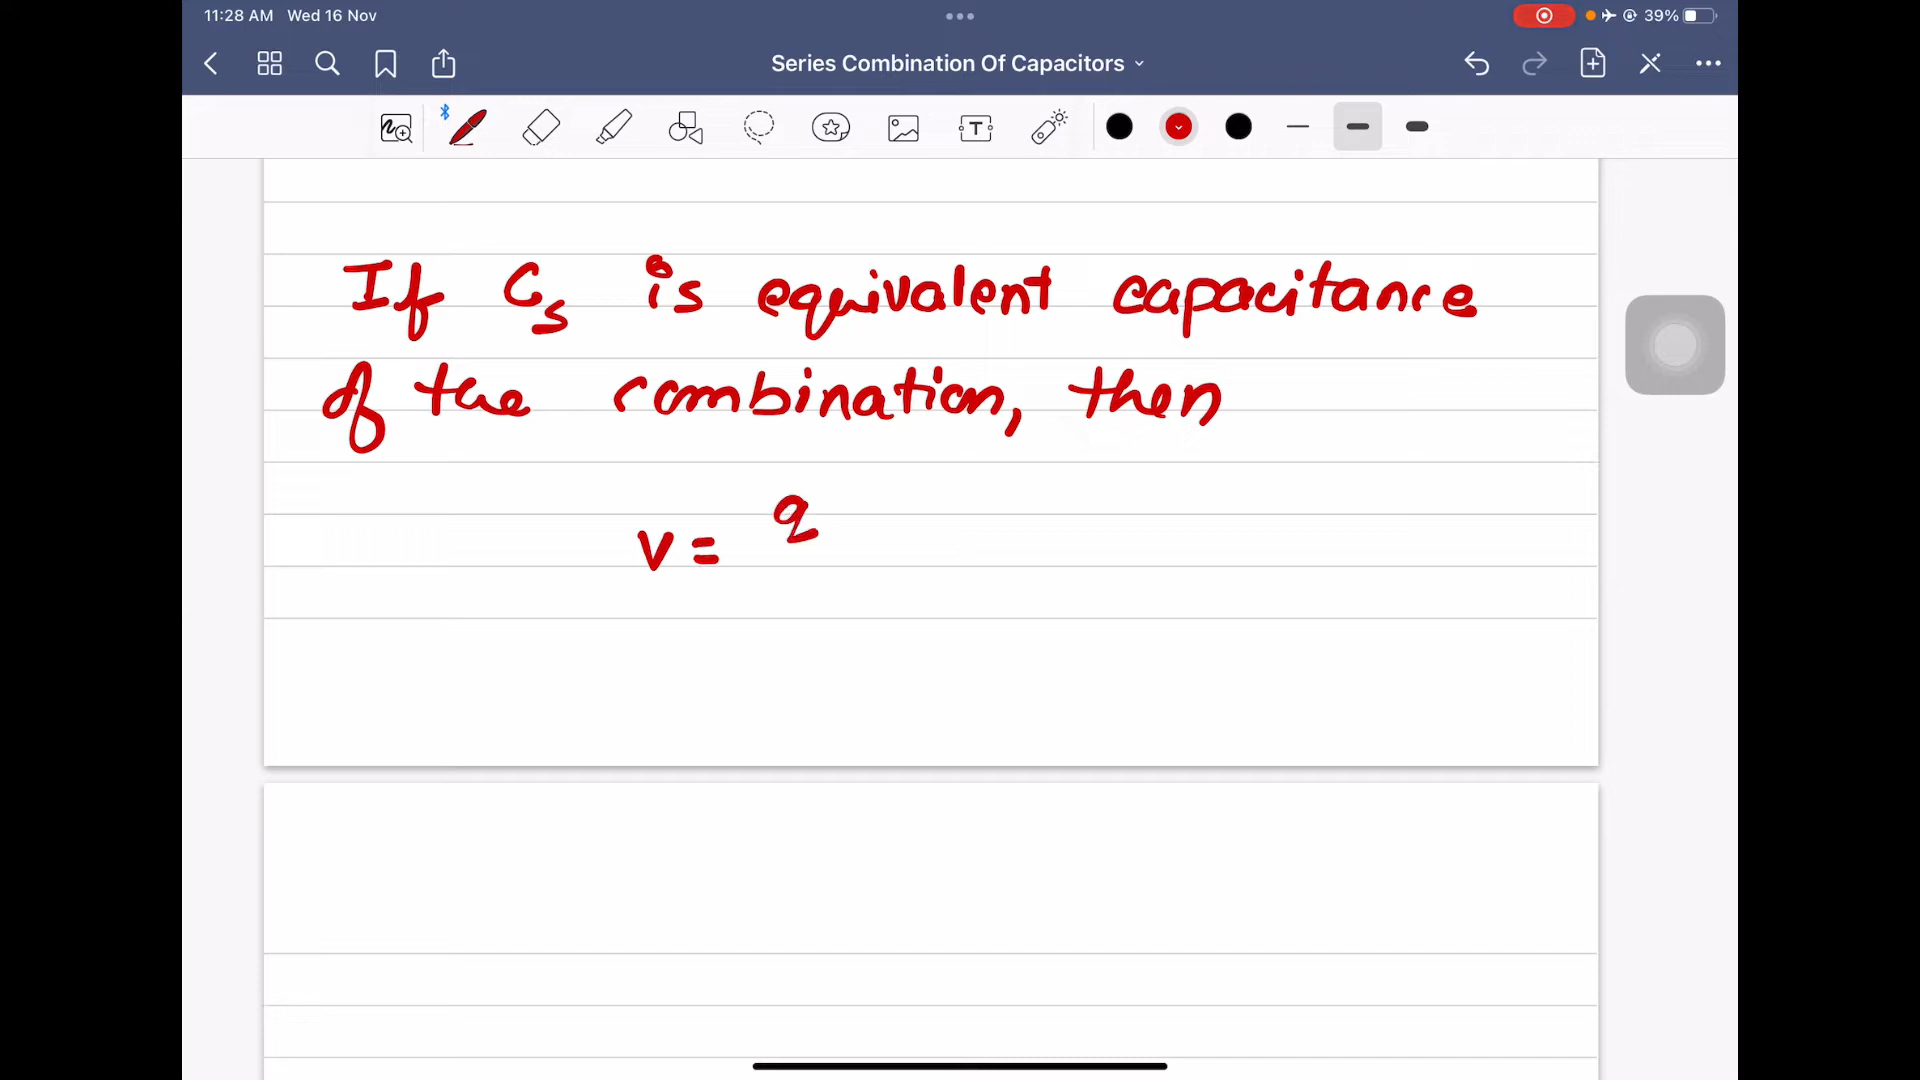 11:28 AM Wed 16 Nov
39%
Series Combination Of Capacitors
T
If Cs is equivalent capacitance
of the combination, then
v = q